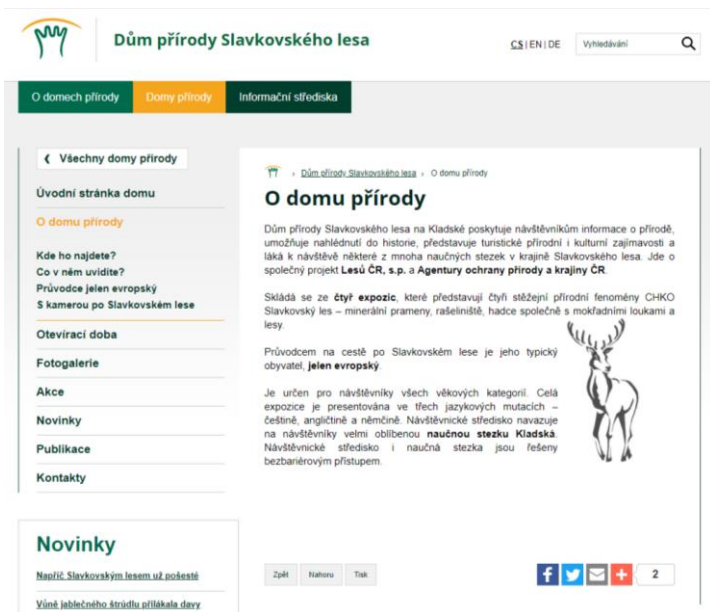 Dům přírody Slavkovského lesa
CS | EN | DE
Vyhledávání
O domech přírody
Domy přírody
Informační střediska
❮ Všechny domy přírody
Úvodní stránka domu
O domu přírody
Kde ho najdete?
Co v něm uvidíte?
Průvodce jelen evropský
S kamerou po Slavkovském lese
Otevírací doba
Fotogalerie
Akce
Novinky
Publikace
Kontakty
Novinky
Napříč Slavkovským lesem už pošesté
Vůně jablečného štrúdlu přilákala davy
› Dům přírody Slavkovského lesa › O domu přírody
O domu přírody
Dům přírody Slavkovského lesa na Kladské poskytuje návštěvníkům informace o přírodě,
umožňuje nahlédnutí do historie, představuje turistické přírodní i kulturní zajímavosti a
láká k návštěvě některé z mnoha naučných stezek v krajině Slavkovského lesa. Jde o
společný projekt Lesů ČR, s.p. a Agentury ochrany přírody a krajiny ČR.
Skládá se ze čtyř expozic, které představují čtyři stěžejní přírodní fenomény CHKO
Slavkovský les – minerální prameny, rašeliniště, hadce společně s mokřadními loukami a
lesy.
Průvodcem na cestě po Slavkovském lese je jeho typický
obyvatel, jelen evropský.
Je určen pro návštěvníky všech věkových kategorií. Celá
expozice je presentována ve třech jazykových mutacích –
češtině, angličtině a němčině. Návštěvnické středisko navazuje
na návštěvníky velmi oblíbenou naučnou stezku Kladská.
Návštěvnické středisko i naučná stezka jsou řešeny
bezbariérovým přístupem.
Zpět
Nahoru
Tisk
2